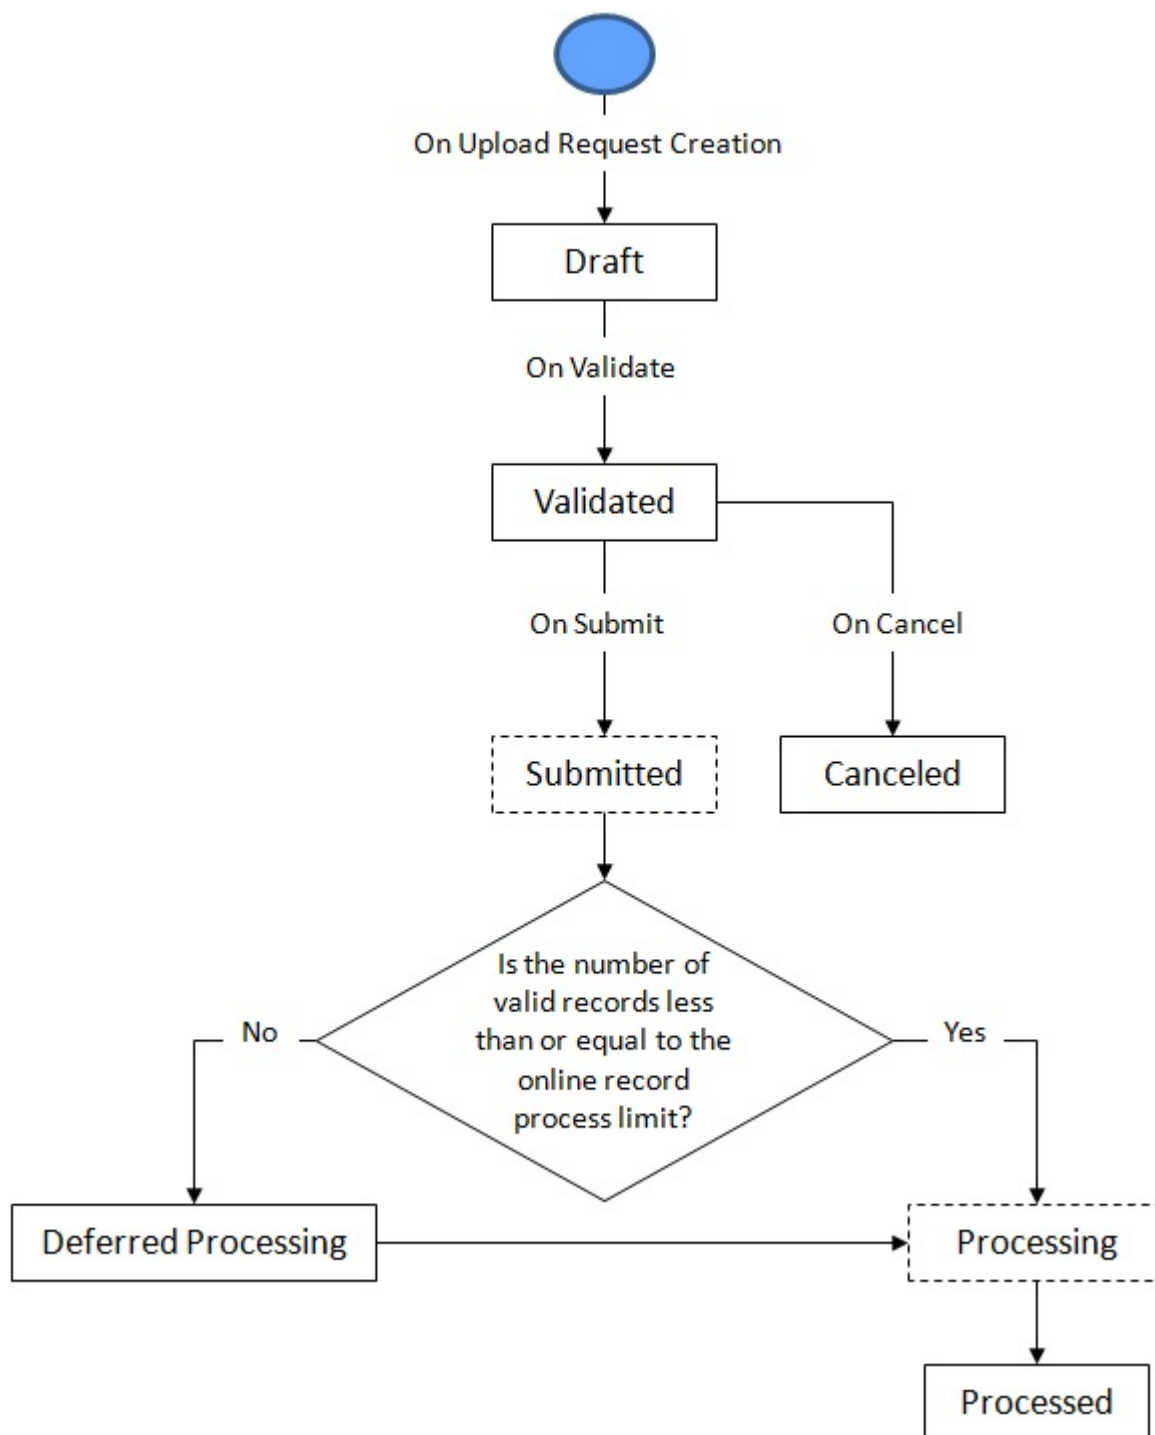 On Upload Request Creation
Draft
On Validate
Validated
On Submit
On Cancel
Submitted
Canceled
Is the number of
valid records less
than or equal to the
online record
process limit?
No
Yes
Deferred Processing
Processing
Processed